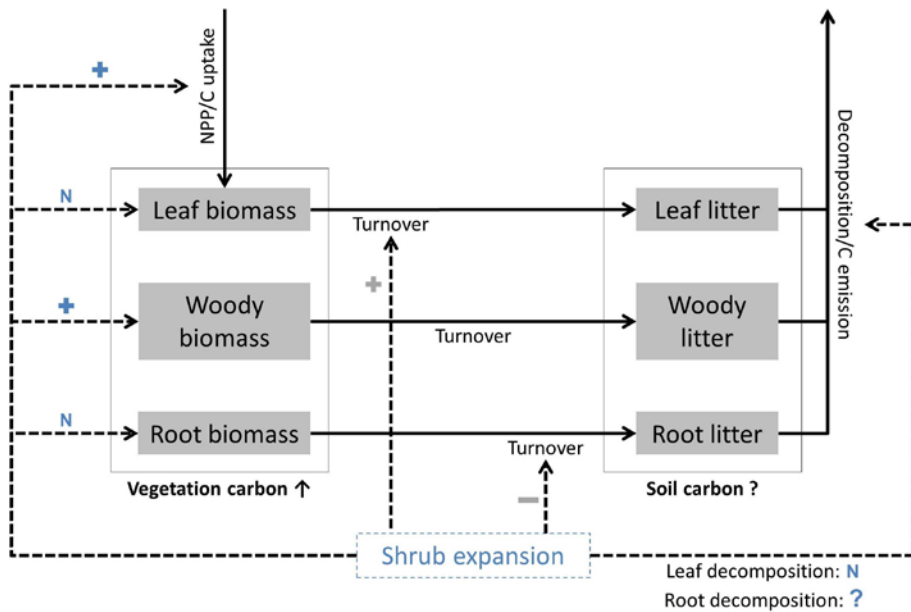 +
NPP/C uptake
Decomposition/C emission
N
Leaf biomass
Turnover
Leaf litter
+
+
Woody
biomass
Turnover
Woody
litter
N
Root biomass
Turnover
Root litter
Vegetation carbon ↑
−
Soil carbon ?
Shrub expansion
Leaf decomposition: N
Root decomposition: ?